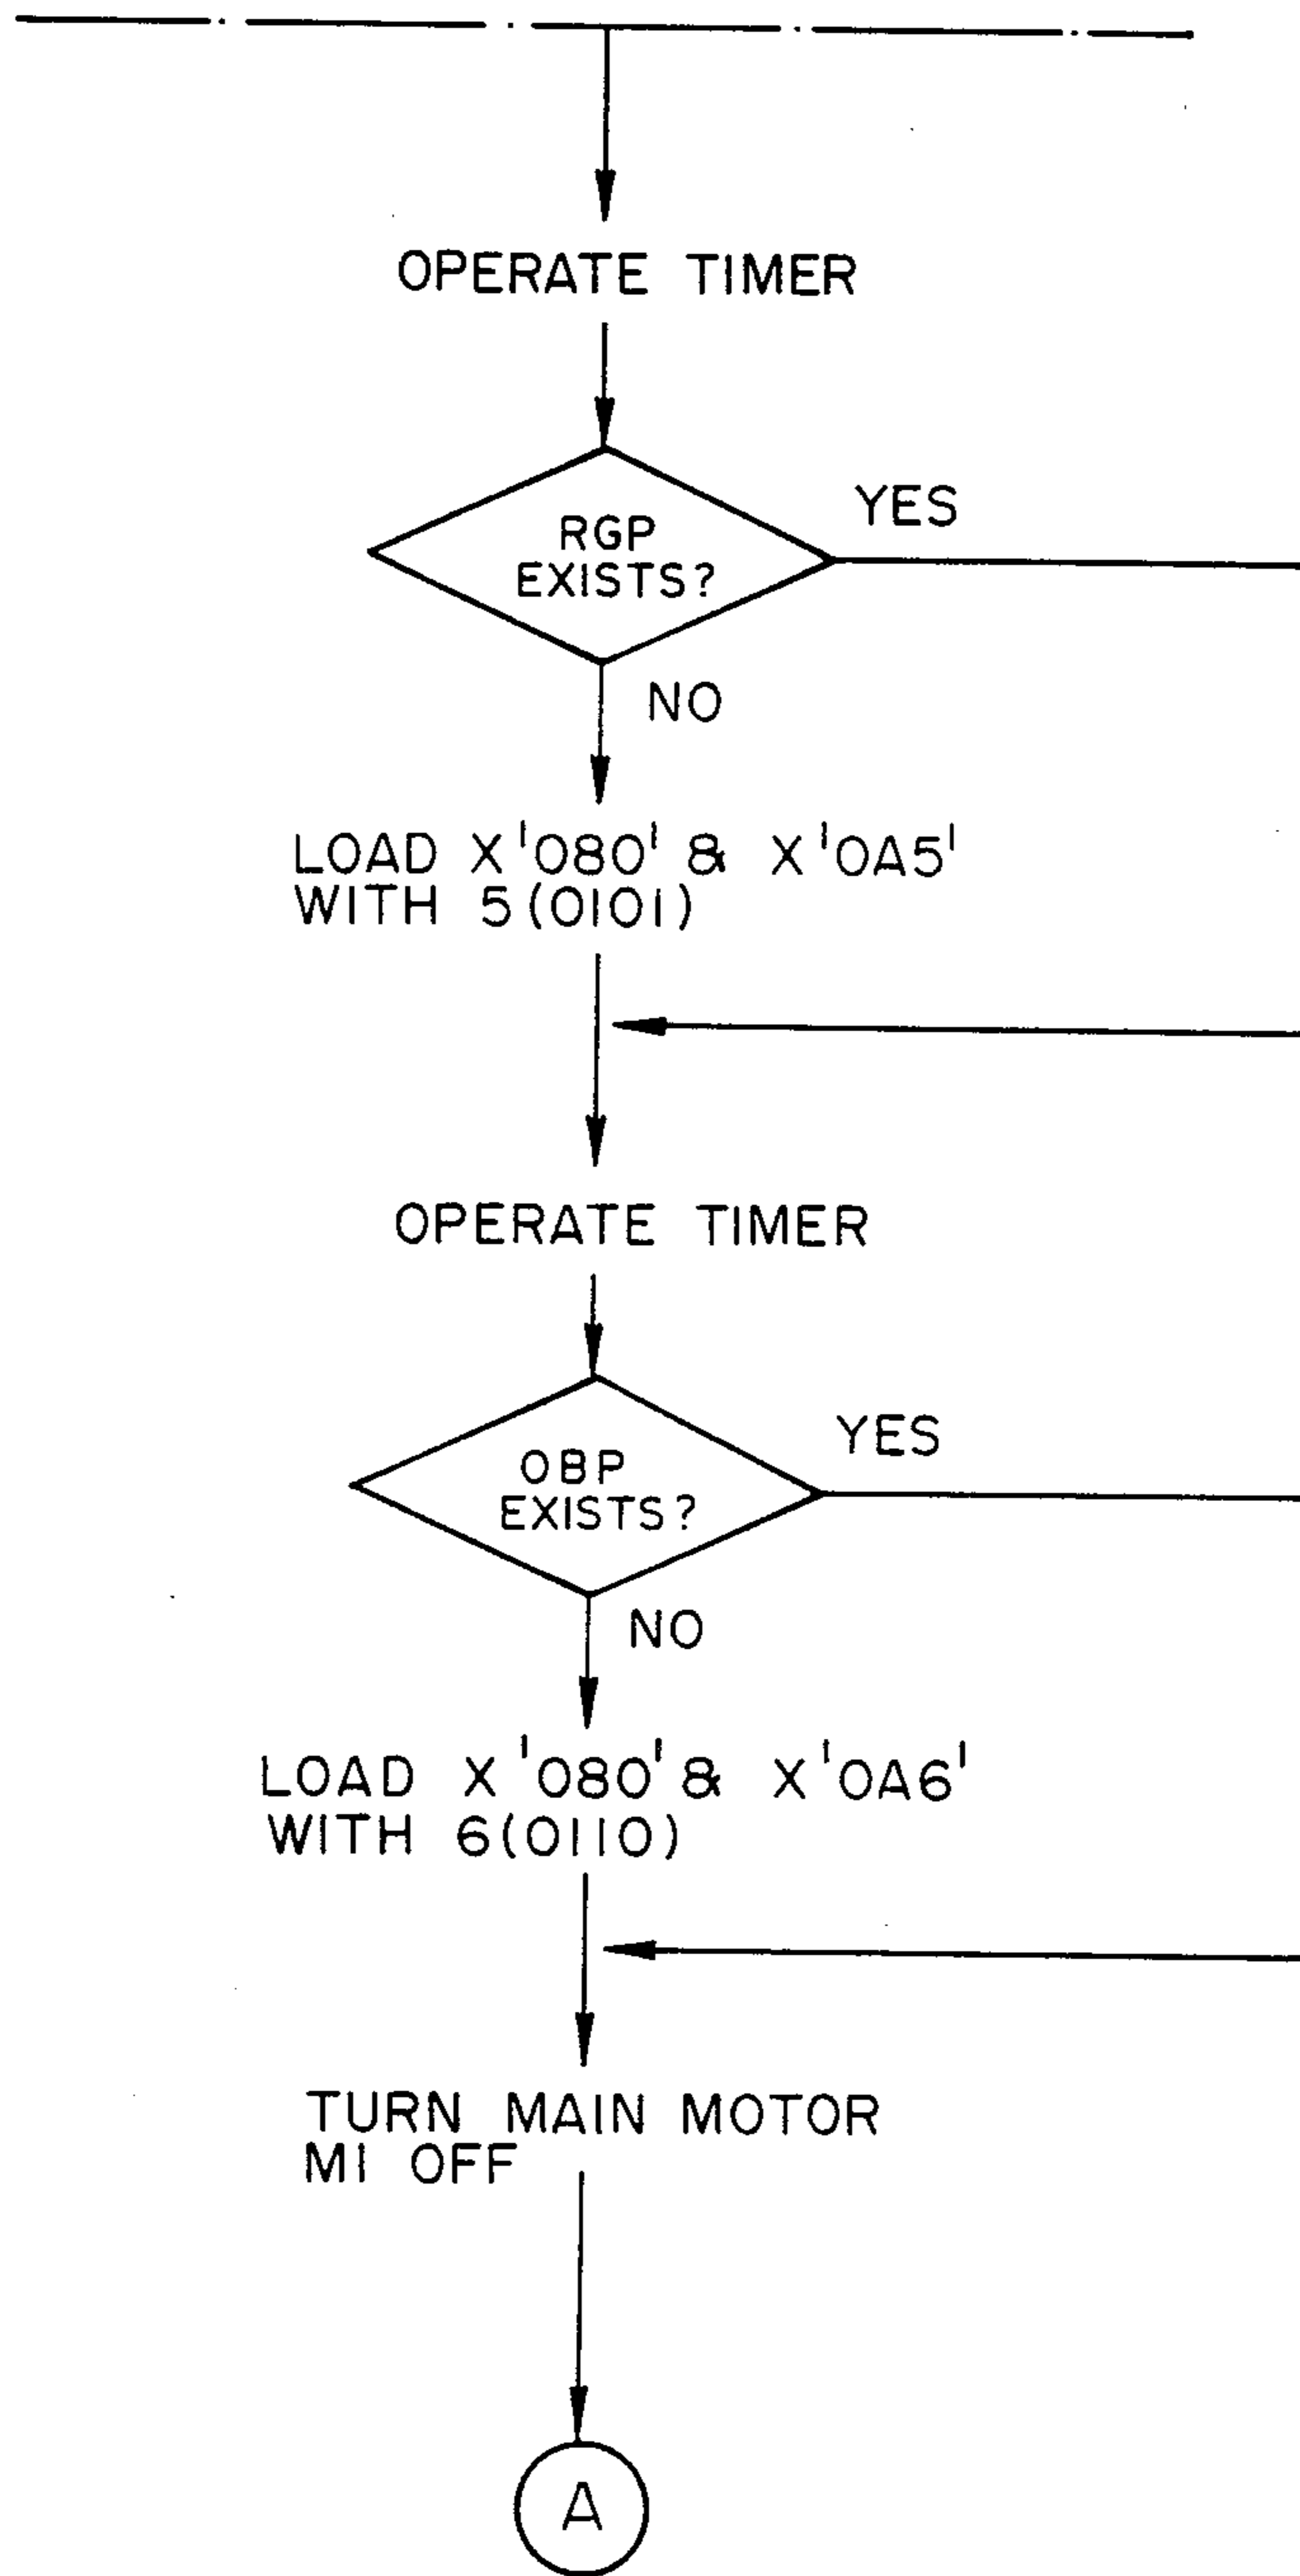 OPERATE TIMER
RGP
EXISTS?
YES
NO
LOAD X'080' & X'0A5'
WITH 5(0101)
OPERATE TIMER
OBP
EXISTS?
YES
NO
LOAD X'080' & X'0A6'
WITH 6(0110)
TURN MAIN MOTOR
M1 OFF
A